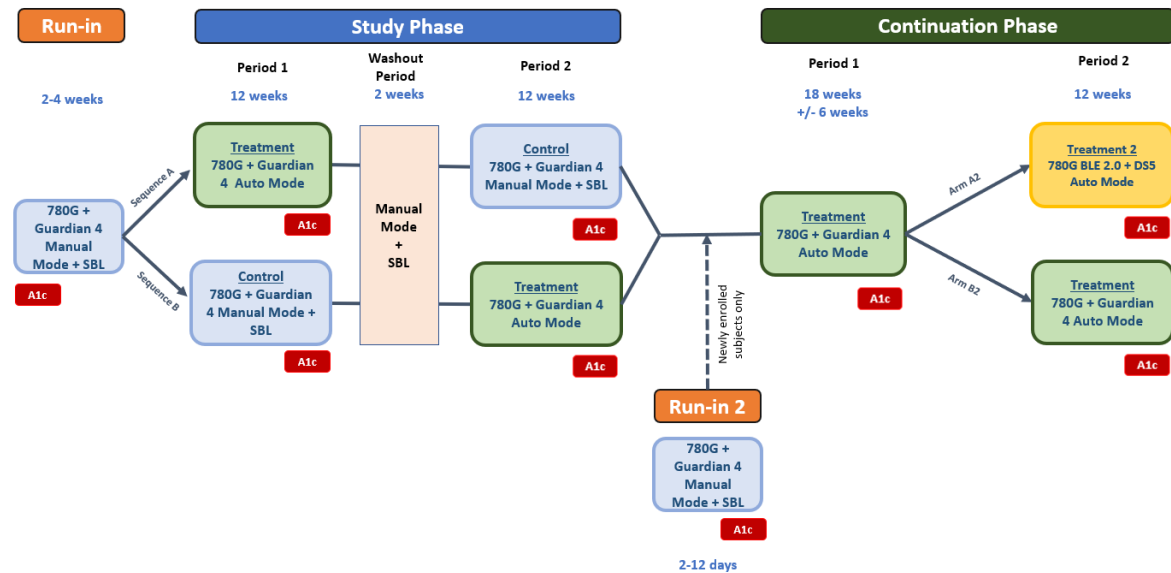 Run-in
Study Phase
Continuation Phase
Period 1
Washout
Period
Period 2
Period 1
Period 2
2-4 weeks
12 weeks
2 weeks
12 weeks
18 weeks
+/- 6 weeks
12 weeks
780G +
Guardian 4
Manual
Mode + SBL
A1c
Sequence A
Sequence B
Treatment
780G + Guardian
4 Auto Mode
A1c
Control
780G + Guardian
4 Manual Mode +
SBL
A1c
Manual
Mode
+
SBL
Control
780G + Guardian 4
Manual Mode + SBL
A1c
Treatment
780G + Guardian 4
Auto Mode
A1c
Newly enrolled
subjects only
Run-in 2
780G +
Guardian 4
Manual
Mode + SBL
A1c
2-12 days
Treatment
780G + Guardian 4
Auto Mode
A1c
Arm A2
Arm B2
Treatment 2
780G BLE 2.0 + DS5
Auto Mode
A1c
Treatment
780G + Guardian
4 Auto Mode
A1c